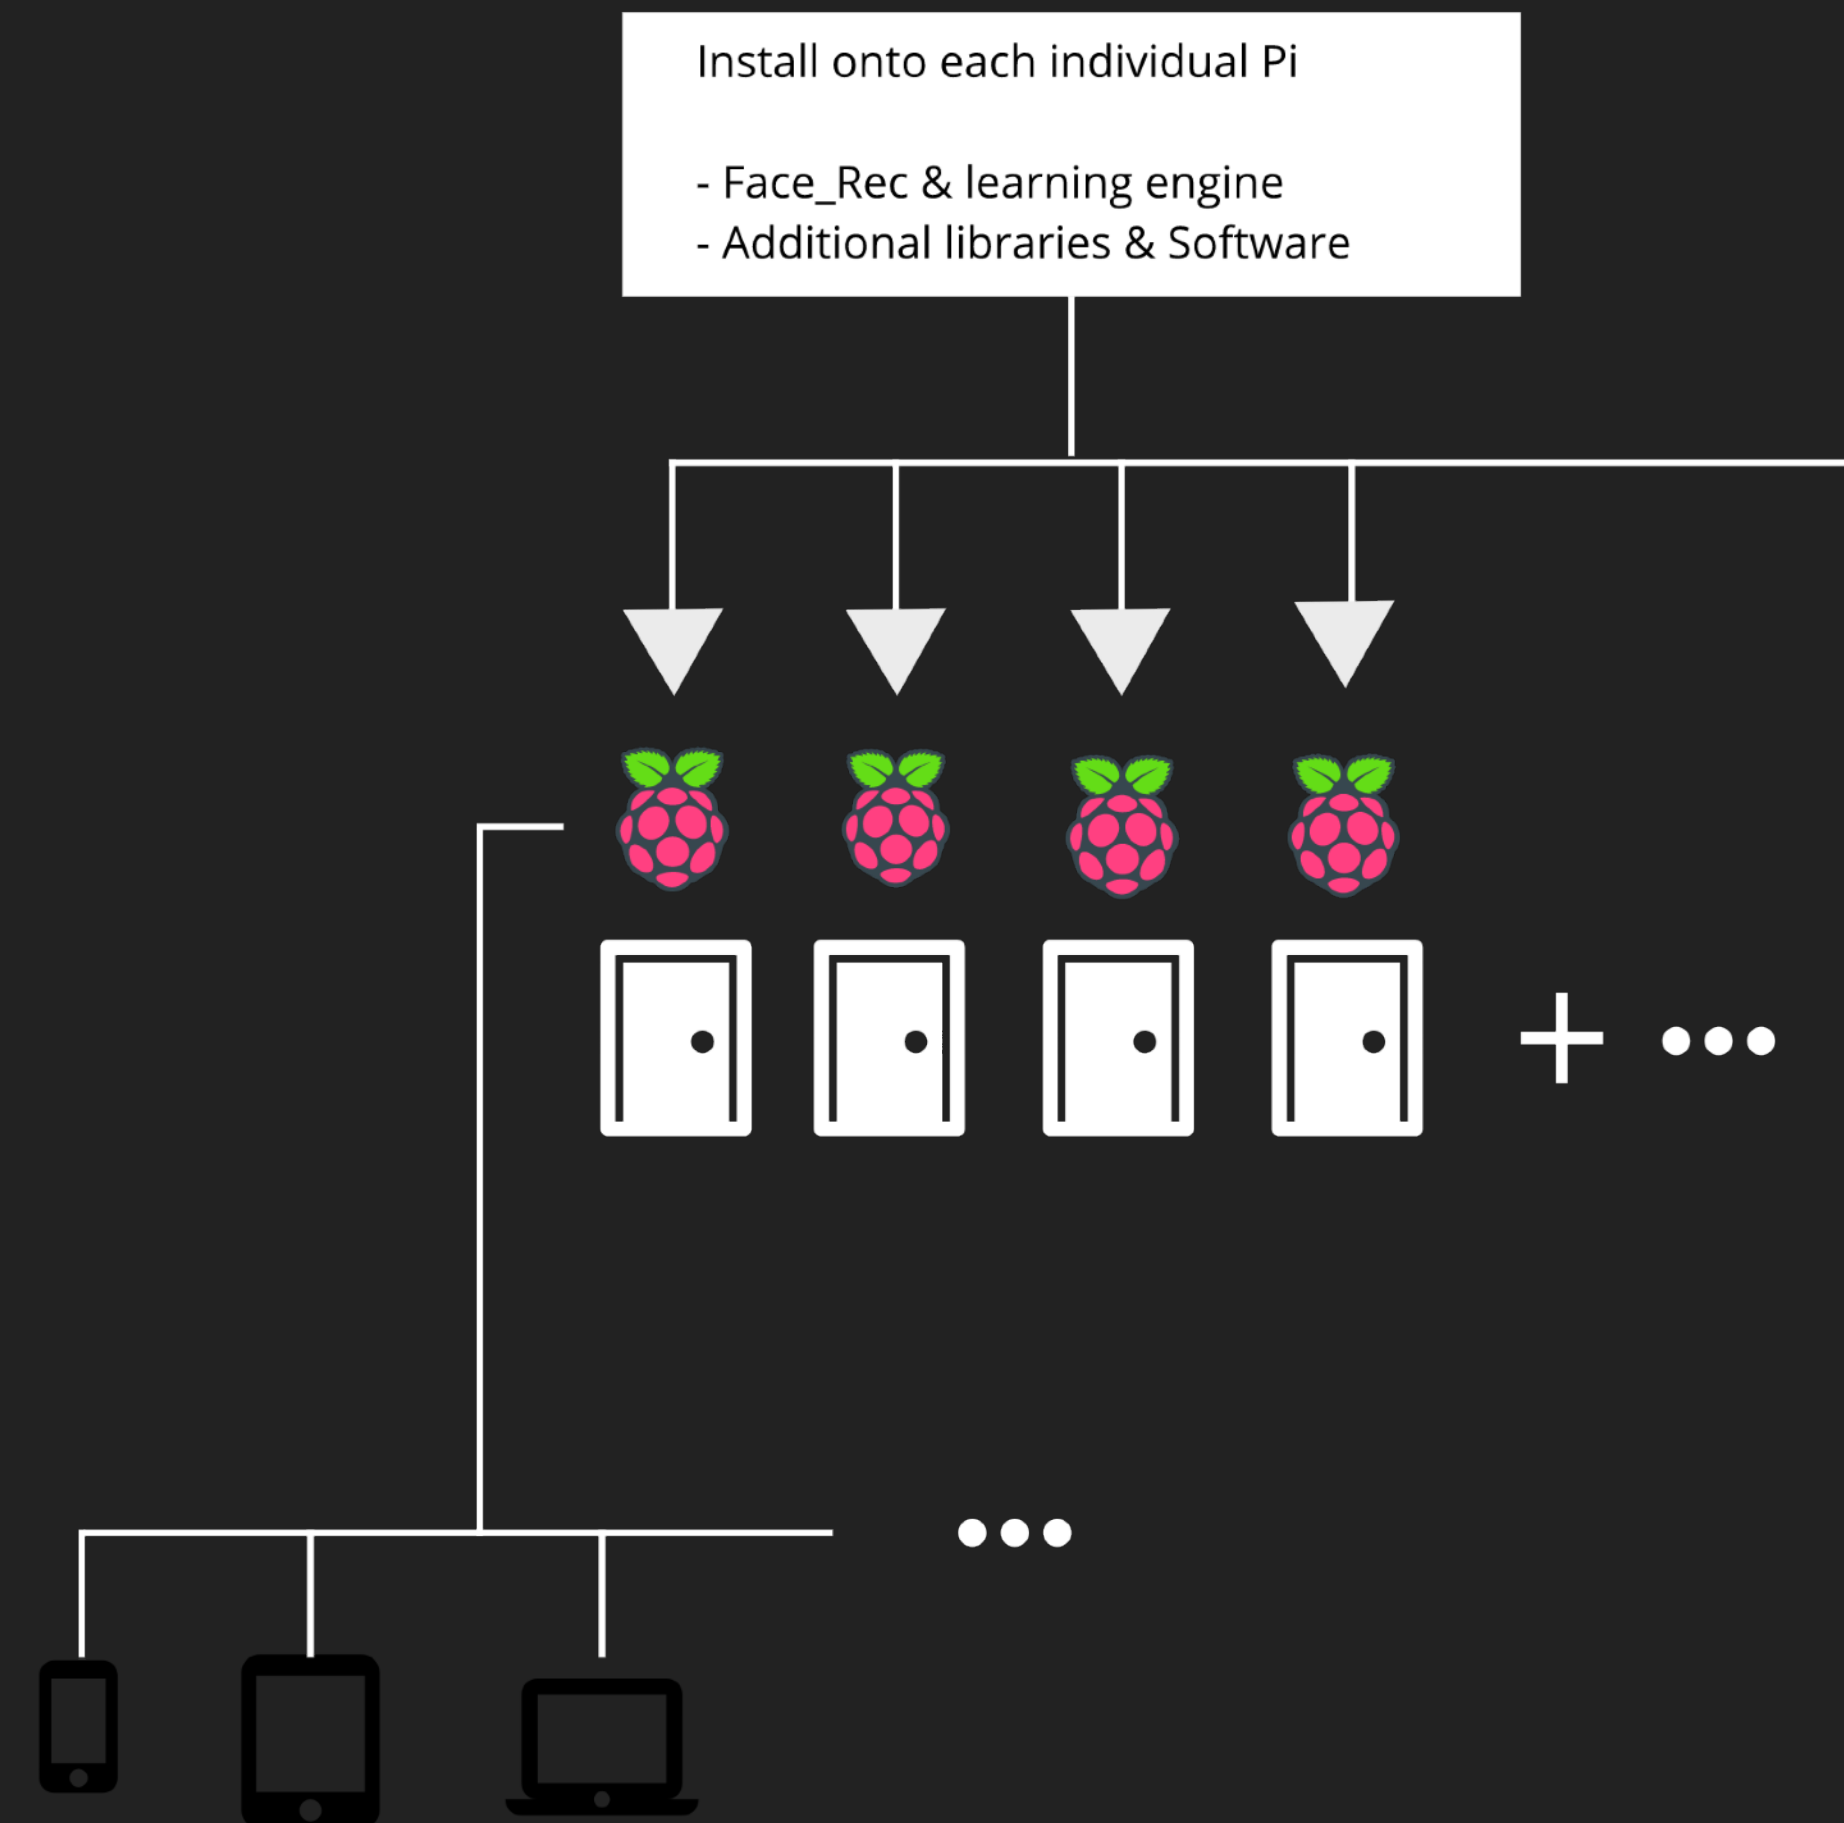 Install onto each individual Pi
- Face_Rec & learning engine
- Additional libraries & Software